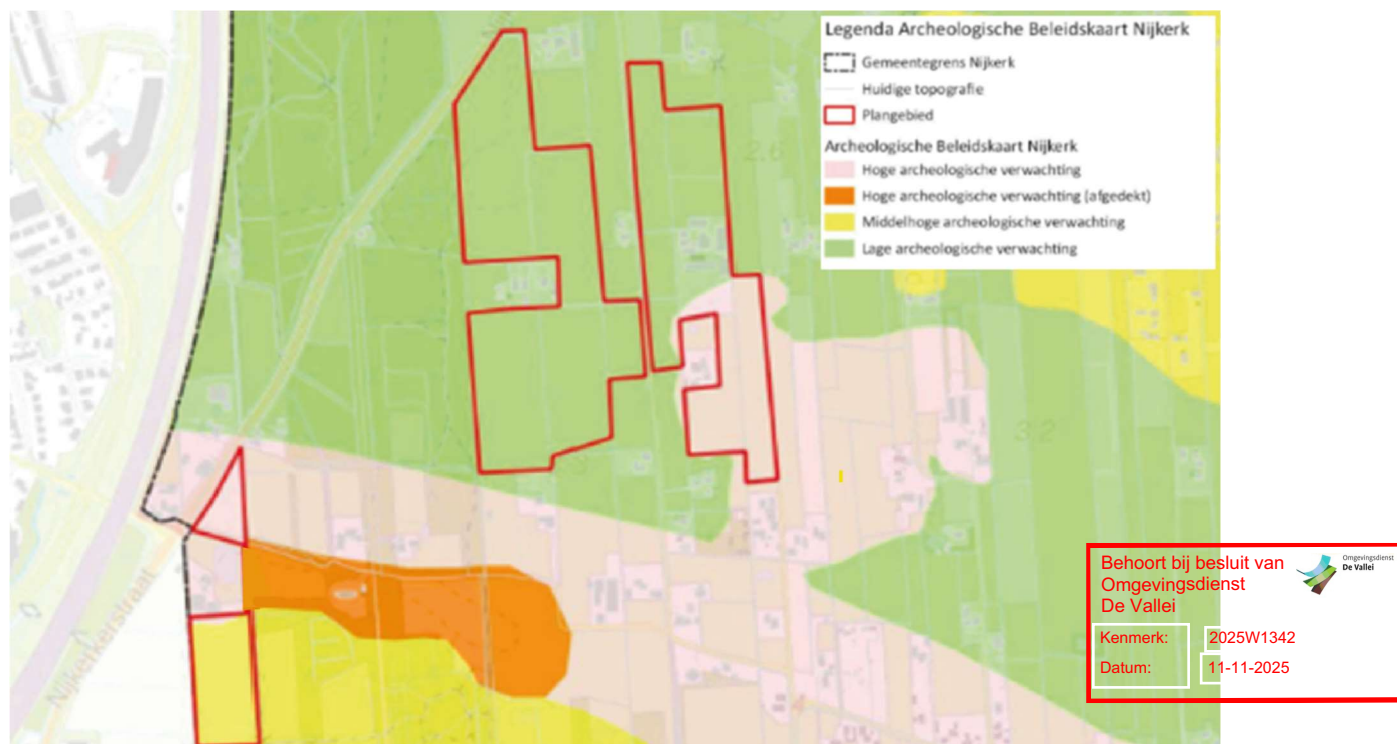 Legenda Archeologische Beleidskaart Nijkerk
Gemeentegrens Nijkerk
Huidige topografie
Plangebied
Archeologische Beleidskaart Nijkerk
Hoge archeologische verwachting
Hoge archeologische verwachting (afgedekt)
Middelhoge archeologische verwachting
Lage archeologische verwachting
2.6
3.2
4
Nijkerkerstraat
Behoort bij besluit van
Omgevingsdienst
De Vallei
Omgevingsdienst
De Vallei
Kenmerk: 2025W1342
Datum: 11-11-2025